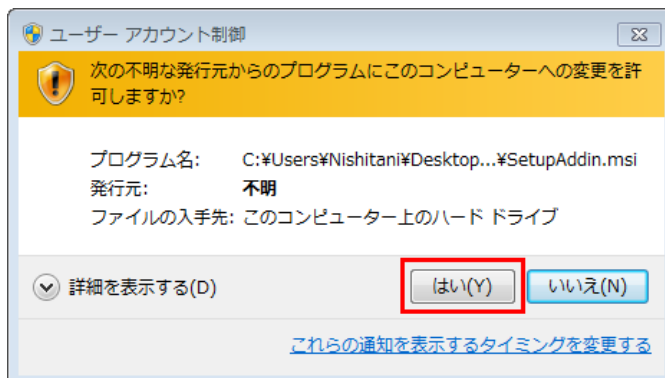 ユーザー アカウント制御
次の不明な発行元からのプログラムにこのコンピューターへの変更を許
可しますか?
プログラム名: C:¥Users¥Nishitani¥Desktop...¥SetupAddin.msi
発行元: 不明
ファイルの入手先: このコンピューター上のハード ドライブ
詳細を表示する(D) はい(Y) いいえ(N)
これらの通知を表示するタイミングを変更する